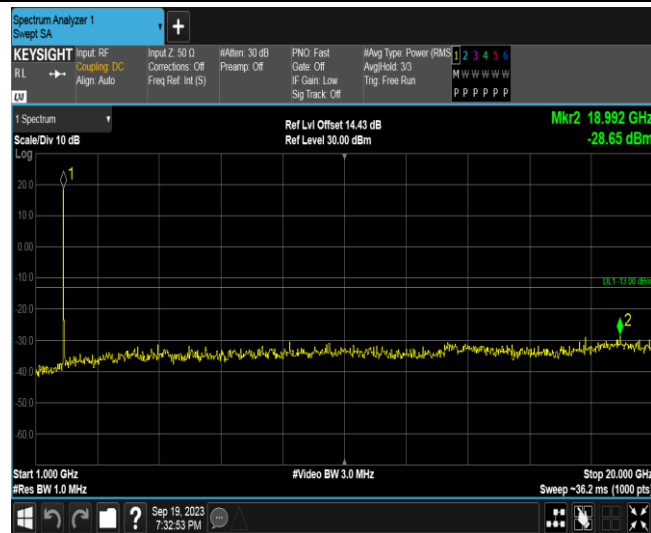 Spectrum Analyzer 1
Swept SA
+
KEYSIGHT Input: RF Input Z: 50 Ω #Atten: 30 dB PNO: Fast #Avg Type: Power (RMS 1 2 3 4 5 6
RL Coupling: DC Corrections: Off Preamp: Off Gate: Off Avg|Hold: 3/3 M W W W W W
Align: Auto Freq Ref: Int (S) IF Gain: Low Trig: Free Run
Sig Track: Off P P P P P P
LXI
1 Spectrum Ref Lvl Offset 14.43 dB Mkr2 18.992 GHz
Scale/Div 10 dB Ref Level 30.00 dBm -28.65 dBm
Log
1
20.0
10.0
0.00
-10.0
DL1 -13.00 dBm
-20.0
2
-30.0
-40.0
-50.0
-60.0
Start 1.000 GHz #Video BW 3.0 MHz Stop 20.000 GHz
#Res BW 1.0 MHz Sweep ~36.2 ms (1000 pts)
? Sep 19, 2023
7:32:53 PM